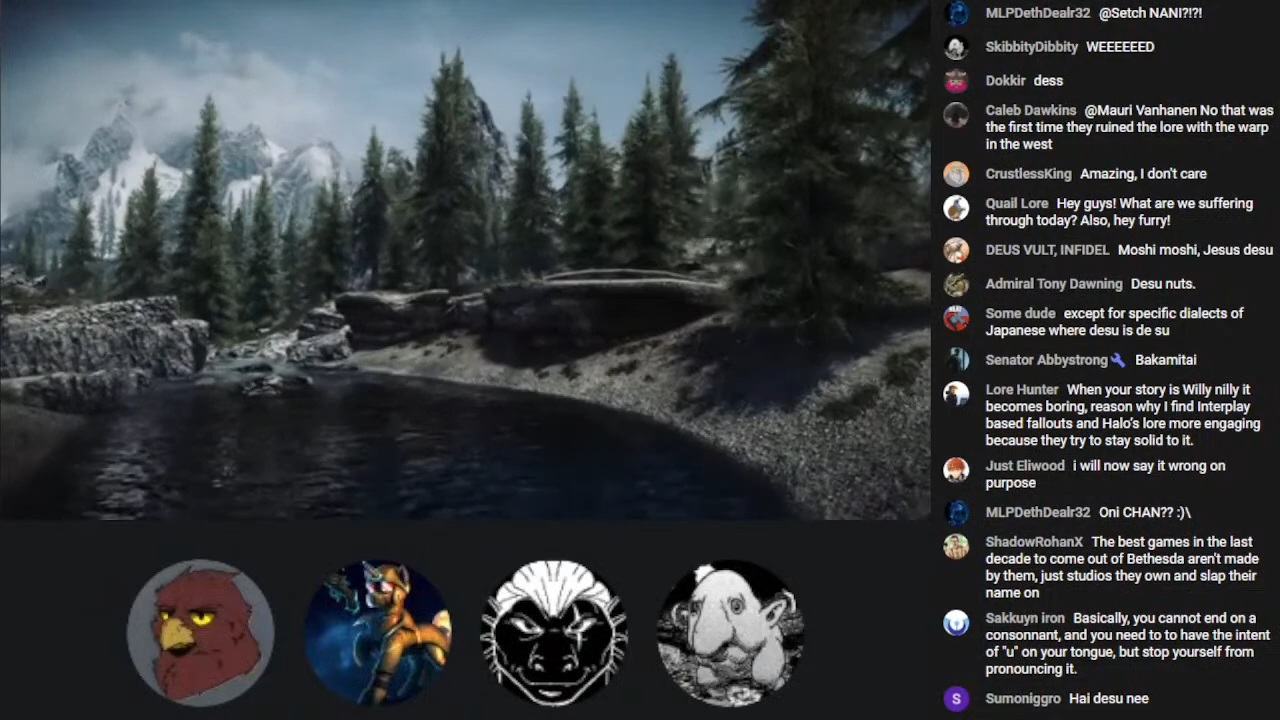 MLPDethDealr32 @Setch NANI?!?!
SkibbityDibbity WEEEEEED
Dokkir dess
Caleb Dawkins @Mauri Vanhanen No that was
the first time they ruined the lore with the warp
in the west
CrustlessKing Amazing, I don't care
Quail Lore Hey guys! What are we suffering
through today? Also, hey furry!
DEUS VULT, INFIDEL Moshi moshi, Jesus desu
Admiral Tony Dawning Desu nuts.
Some dude except for specific dialects of
Japanese where desu is de su
Senator Abbystrong Bakamitai
Lore Hunter When your story is Willy nilly it
becomes boring, reason why I find Interplay
based fallouts and Halo's lore more engaging
because they try to stay solid to it.
Just Eliwood i will now say it wrong on
purpose
MLPDethDealr32 Oni CHAN?? :)\
ShadowRohanX The best games in the last
decade to come out of Bethesda aren't made
by them, just studios they own and slap their
name on
Sakkuyn iron Basically, you cannot end on a
consonnant, and you need to to have the intent
of "u" on your tongue, but stop yourself from
pronouncing it.
S Sumoniggro Hai desu nee